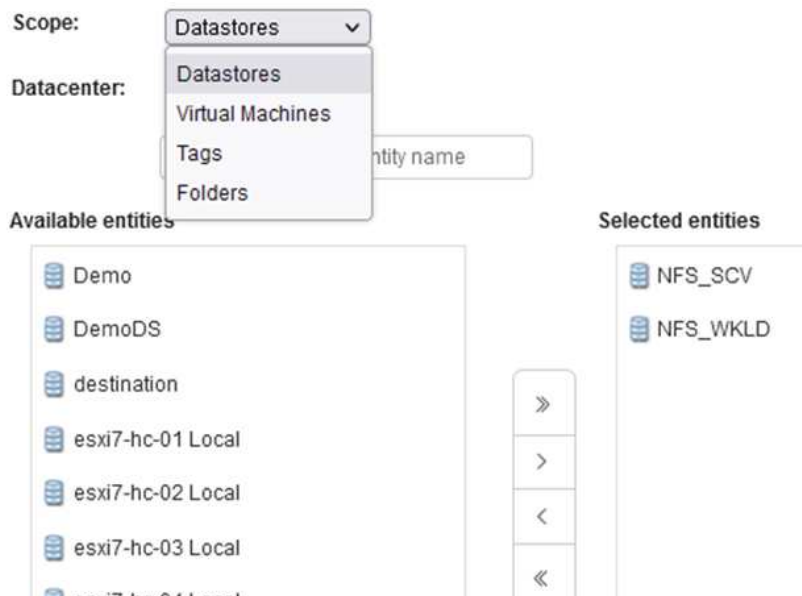 Scope: Datastores
Datastores
Datacenter:
Virtual Machines
Tags
entity name
Folders
Available entities
Selected entities
Demo
NFS_SCV
DemoDS
NFS_WKLD
destination
esxi7-hc-01 Local
esxi7-hc-02 Local
esxi7-hc-03 Local